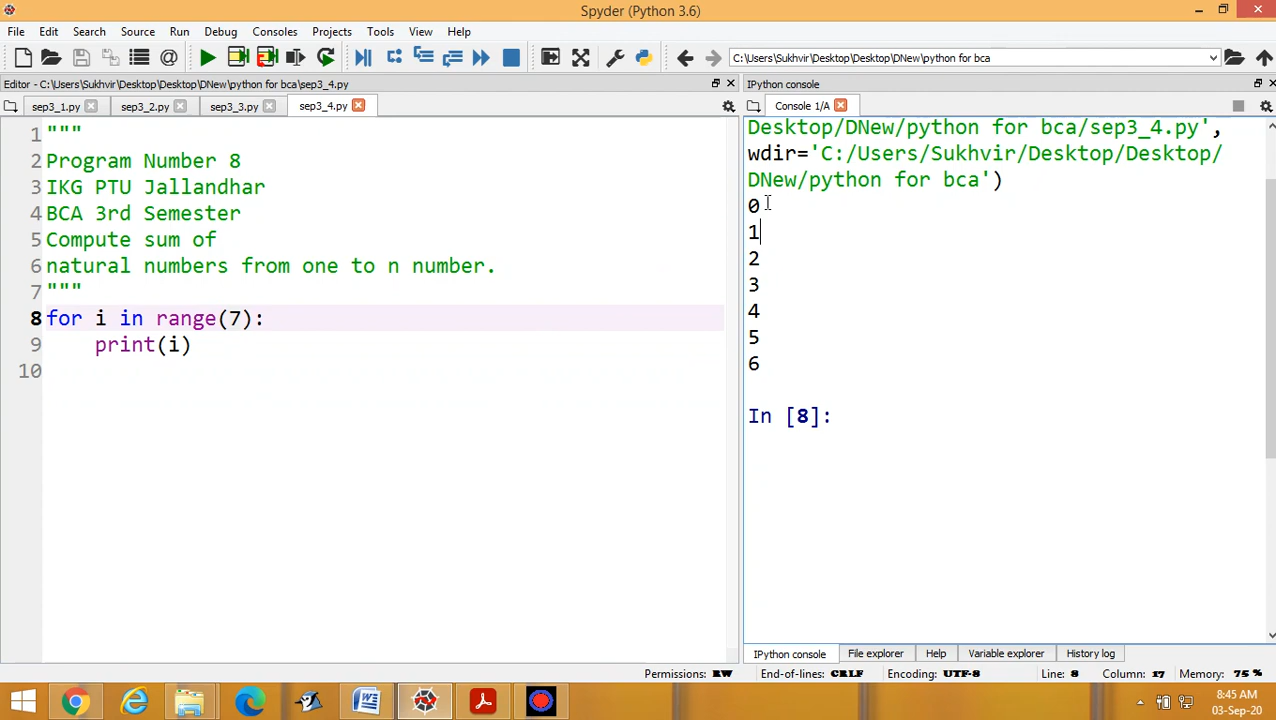 Spyder (Python 3.6)
File Edit Search Source Run Debug Consoles Projects Tools View Help
C:\Users\Sukhvir\Desktop\Desktop\DNew\python for bca
Editor - C:\Users\Sukhvir\Desktop\Desktop\DNew\python for bca\sep3_4.py
sep3_1.py sep3_2.py sep3_3.py sep3_4.py
1 """
2 Program Number 8
3 IKG PTU Jallandhar
4 BCA 3rd Semester
5 Compute sum of
6 natural numbers from one to n number.
7 """
8 for i in range(7):
9     print(i)
10
IPython console
Console 1/A
Desktop/DNew/python for bca/sep3_4.py',
wdir='C:/Users/Sukhvir/Desktop/Desktop/
DNew/python for bca')
0
1
2
3
4
5
6
In [8]:
IPython console File explorer Help Variable explorer History log
Permissions: RW End-of-lines: CRLF Encoding: UTF-8 Line: 8 Column: 17 Memory: 75 %
8:45 AM
03-Sep-20